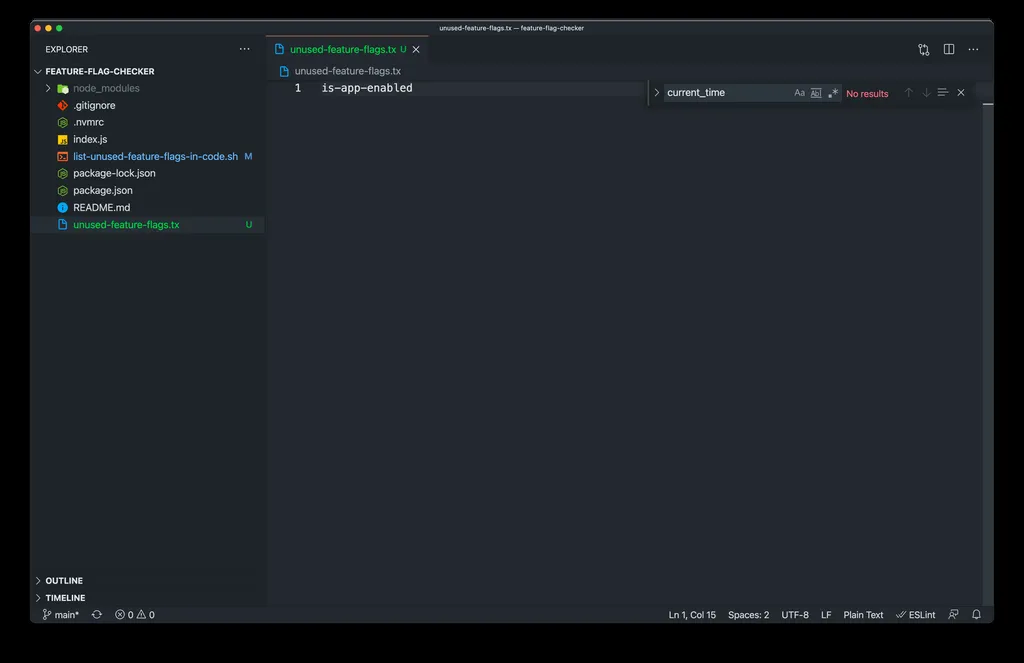 unused-feature-flags.tx — feature-flag-checker
EXPLORER
FEATURE-FLAG-CHECKER
node_modules
.gitignore
.nvmrc
index.js
list-unused-feature-flags-in-code.sh M
package-lock.json
package.json
README.md
unused-feature-flags.tx U
OUTLINE
TIMELINE
unused-feature-flags.tx U
unused-feature-flags.tx
1 is-app-enabled
current_time Aa ab .* No results
main* 0 0 Ln 1, Col 15 Spaces: 2 UTF-8 LF Plain Text ESLint